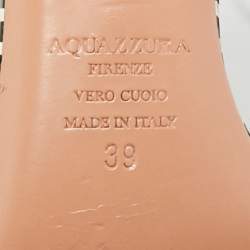 AQUAZZURA
FIRENZE
VERO CUOIO
MADE IN ITALY
39